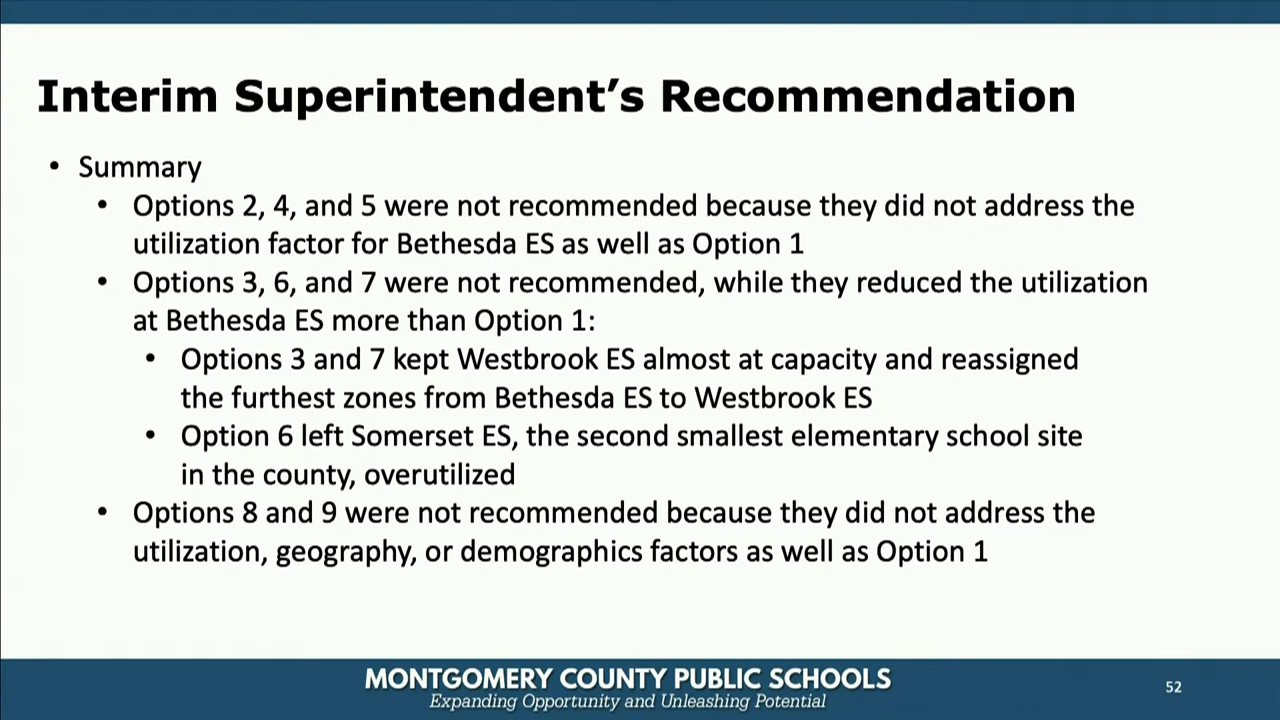 Interim Superintendent’s Recommendation
• Summary
• Options 2, 4, and 5 were not recommended because they did not address the
utilization factor for Bethesda ES as well as Option 1
• Options 3, 6, and 7 were not recommended, while they reduced the utilization
at Bethesda ES more than Option 1:
• Options 3 and 7 kept Westbrook ES almost at capacity and reassigned
the furthest zones from Bethesda ES to Westbrook ES
• Option 6 left Somerset ES, the second smallest elementary school site
in the county, overutilized
• Options 8 and 9 were not recommended because they did not address the
utilization, geography, or demographics factors as well as Option 1
MONTGOMERY COUNTY PUBLIC SCHOOLS
Expanding Opportunity and Unleashing Potential
52